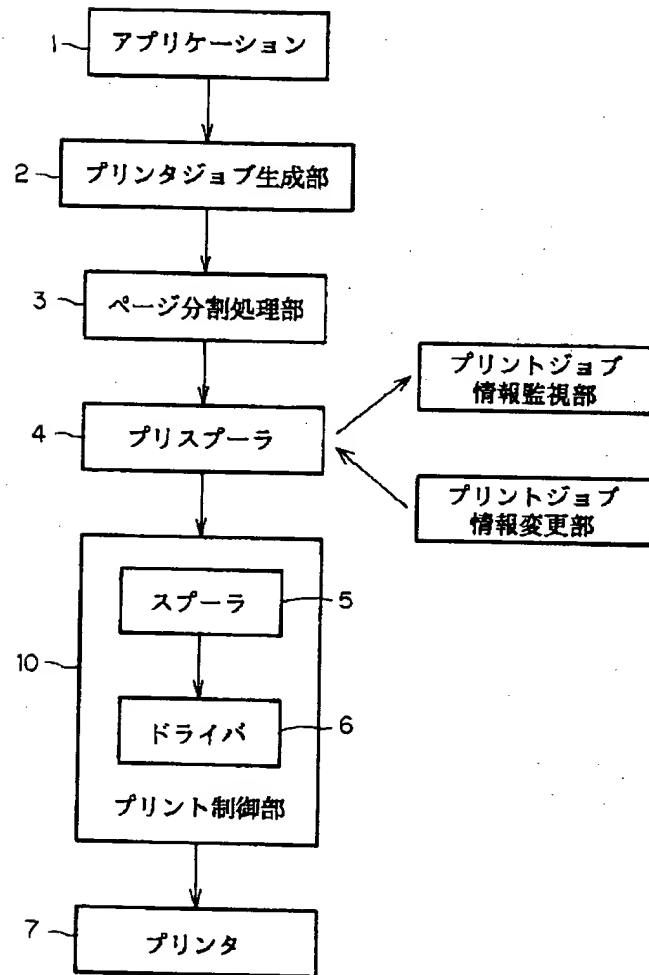 1
アプリケーション
2
プリンタジョブ生成部
3
ページ分割処理部
プリントジョブ
情報監視部
4
プリスプーラ
プリントジョブ
情報変更部
スプーラ
5
10
ドライバ
6
プリント制御部
7
プリンタ